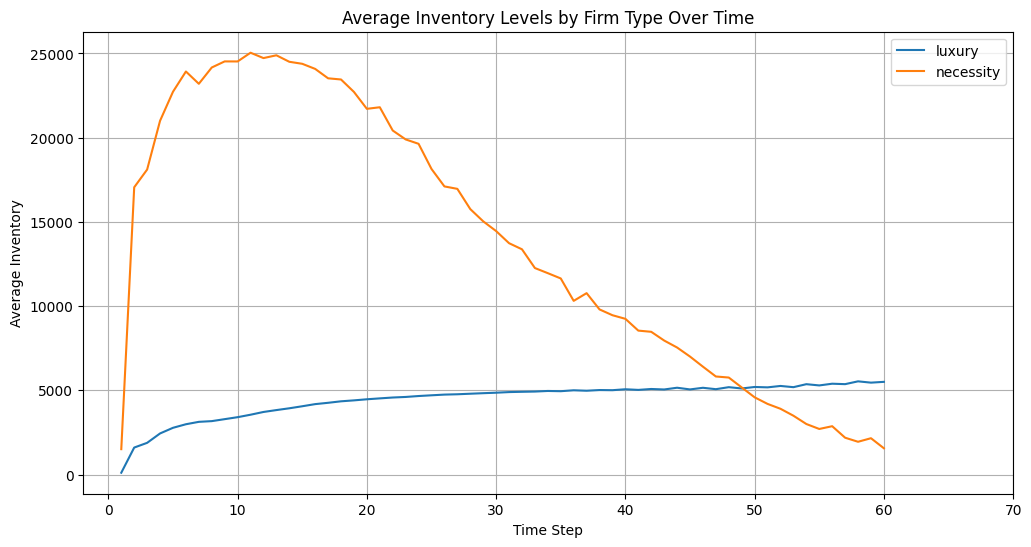 Average Inventory Levels by Firm Type Over Time
luxury
necessity
25000
20000
15000
10000
5000
0
Average Inventory
0 10 20 30 40 50 60 70
Time Step